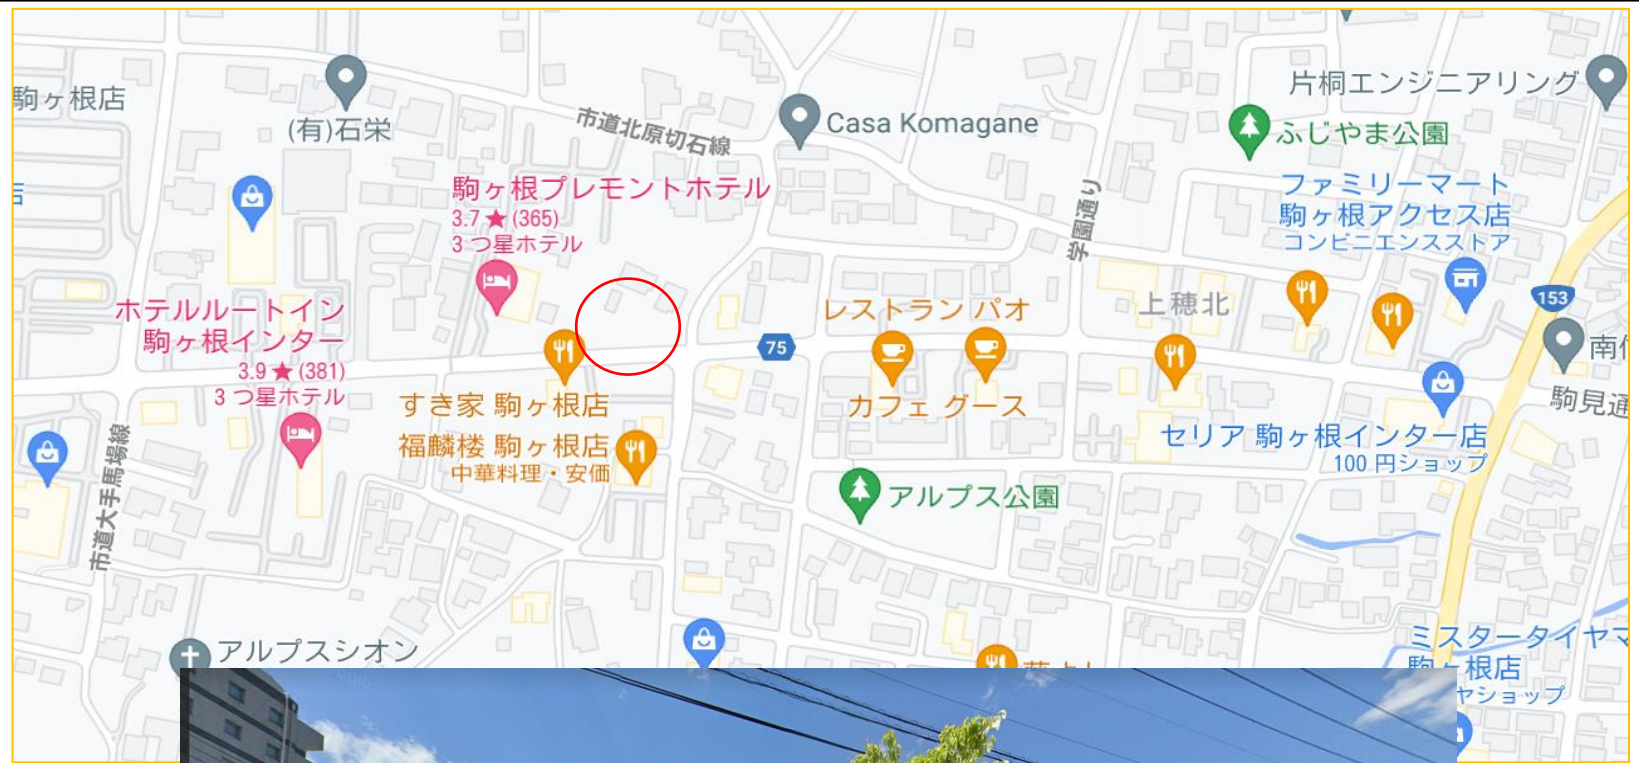 駒ヶ根店
(有)石栄
市道北原切石線
Casa Komagane
片桐エンジニアリング
ふじやま公園
駒ヶ根プレモントホテル
3.7★(365)
3 つ星ホテル
学園通り
ファミリーマート
駒ヶ根アクセス店
コンビニエンスストア
店
ホテルルートイン
駒ヶ根インター
3.9★(381)
3 つ星ホテル
レストラン パオ
上穂北
153
75
南
駒見通
すき家 駒ヶ根店
カフェ グース
福麟楼 駒ヶ根店
中華料理・安価
セリア 駒ヶ根インター店
100 円ショップ
市道大手馬場線
アルプス公園
アルプスシオン
ミスタータイヤマ
駒ヶ根店
ヤショップ